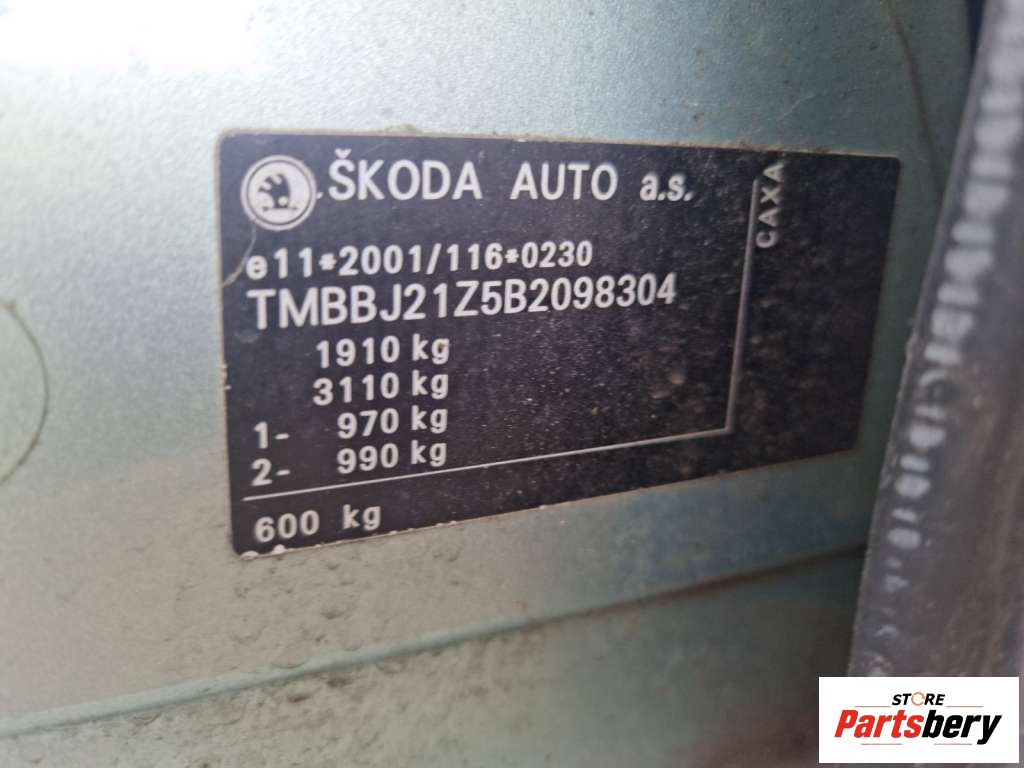 ŠKODA AUTO a.s.
CAXA
e11*2001/116*0230
TMBBJ21Z5B2098304
1910 kg
3110 kg
1- 970 kg
2- 990 kg
600 kg
STORE
Partsbery